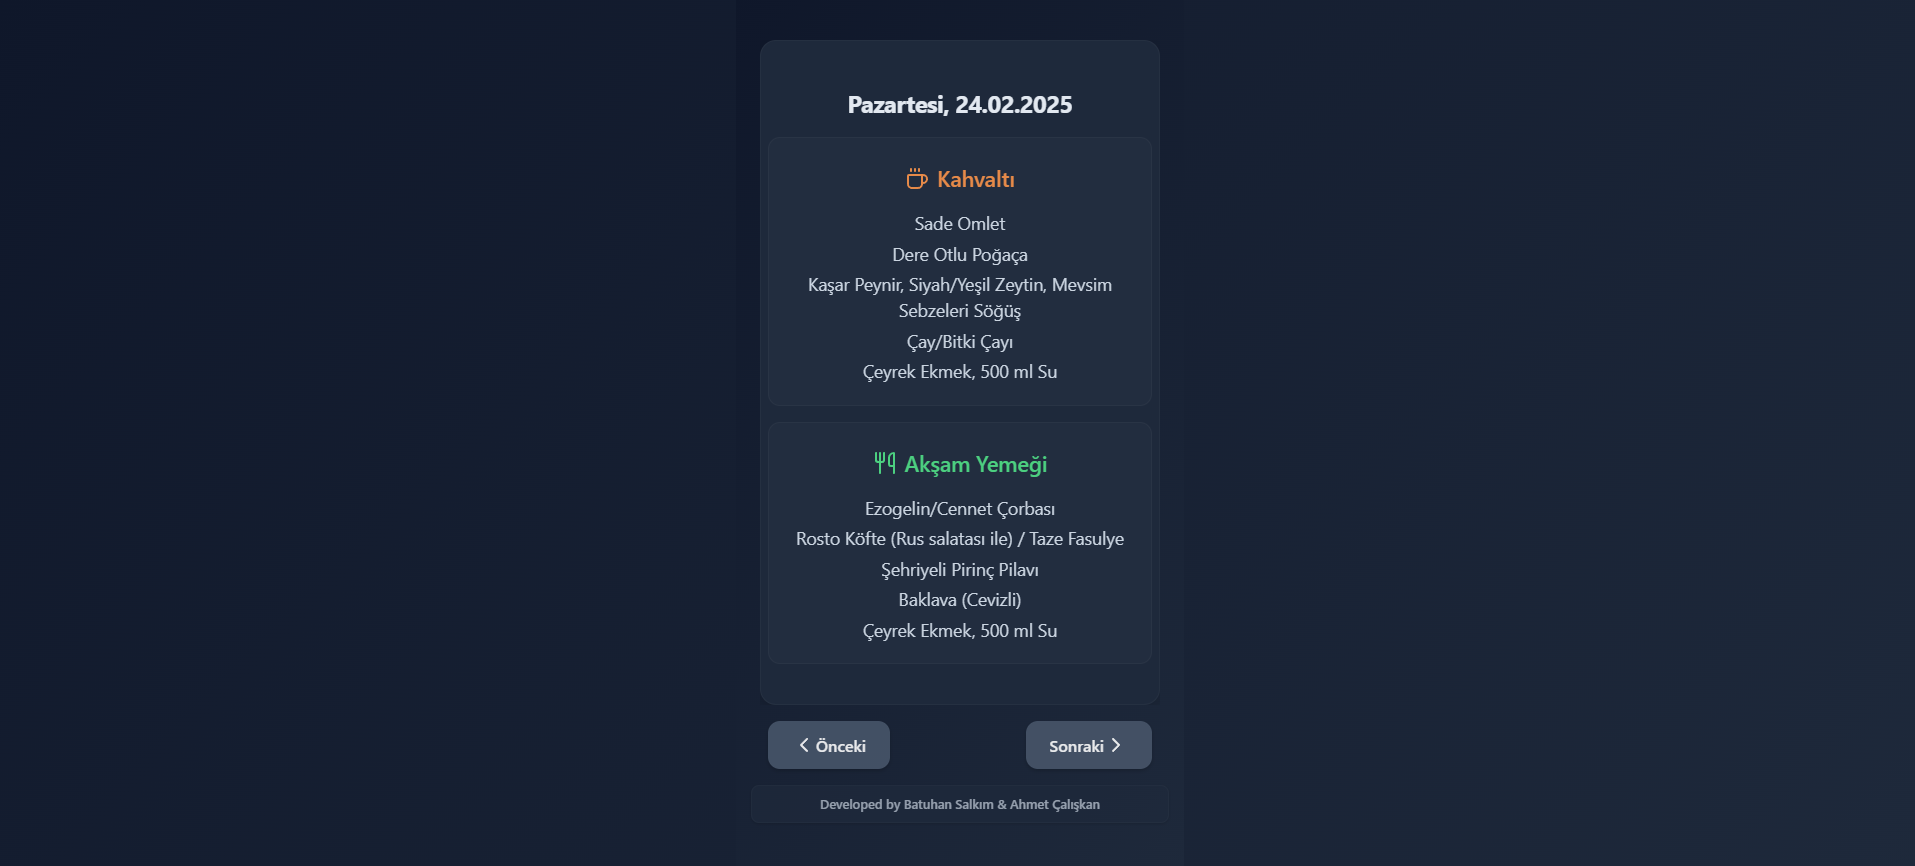 Pazartesi, 24.02.2025
Kahvaltı
Sade Omlet
Dere Otlu Poğaça
Kaşar Peynir, Siyah/Yeşil Zeytin, Mevsim
Sebzeleri Söğüş
Çay/Bitki Çayı
Çeyrek Ekmek, 500 ml Su
Akşam Yemeği
Ezogelin/Cennet Çorbası
Rosto Köfte (Rus salatası ile) / Taze Fasulye
Şehriyeli Pirinç Pilavı
Baklava (Cevizli)
Çeyrek Ekmek, 500 ml Su
Önceki
Sonraki
Developed by Batuhan Salkım & Ahmet Çalışkan